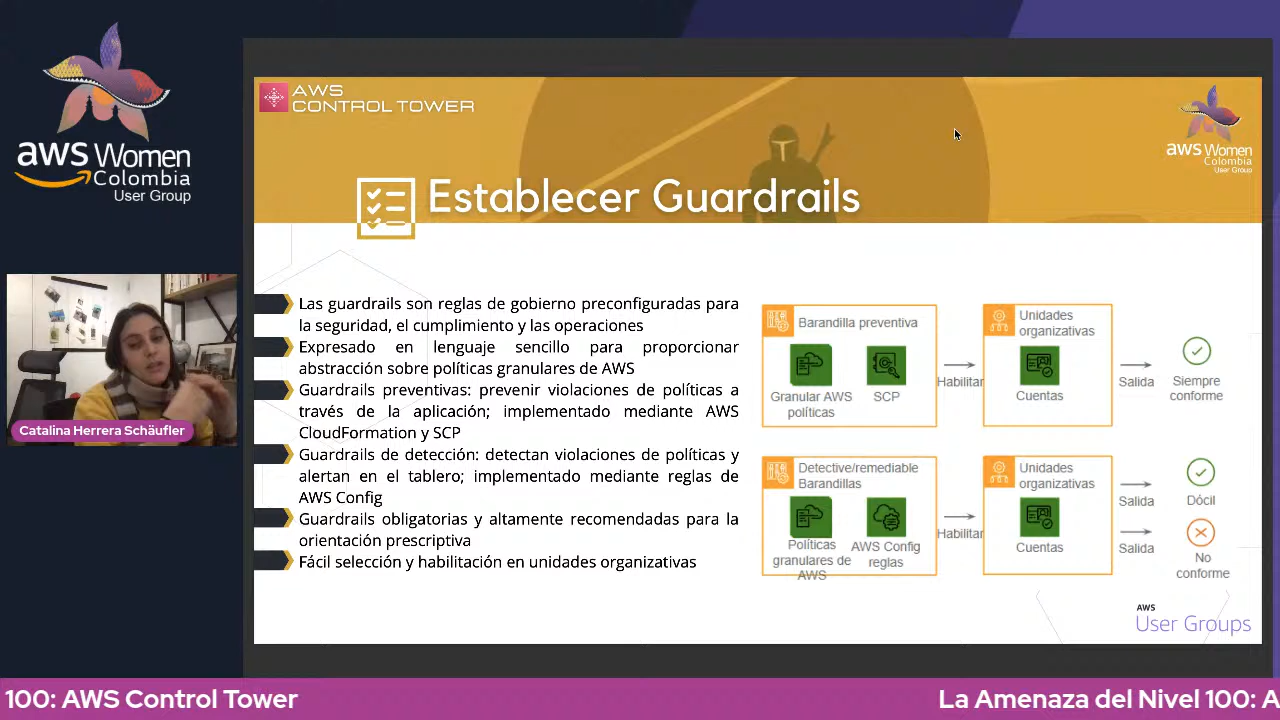 aws Women
Colombia
User Group
AWS
CONTROL TOWER
aws Women
Colombia
User Group
Establecer Guardrails
Las guardrails son reglas de gobierno preconfiguradas para
la seguridad, el cumplimiento y las operaciones
Expresado en lenguaje sencillo para proporcionar
abstracción sobre políticas granulares de AWS
Guardrails preventivas: prevenir violaciones de políticas a
través de la aplicación; implementado mediante AWS
CloudFormation y SCP
Guardrails de detección: detectan violaciones de políticas y
alertan en el tablero; implementado mediante reglas de
AWS Config
Guardrails obligatorias y altamente recomendadas para la
orientación prescriptiva
Fácil selección y habilitación en unidades organizativas
Barandilla preventiva
Granular AWS
políticas
SCP
Habilitar
Unidades
organizativas
Cuentas
Salida
Siempre
conforme
Detective/remediable
Barandillas
Políticas
granulares de
AWS
AWS Config
reglas
Habilitar
Unidades
organizativas
Cuentas
Salida
Dócil
Salida
No
conforme
AWS
User Groups
Catalina Herrera Schäufler
100: AWS Control Tower
La Amenaza del Nivel 100: A